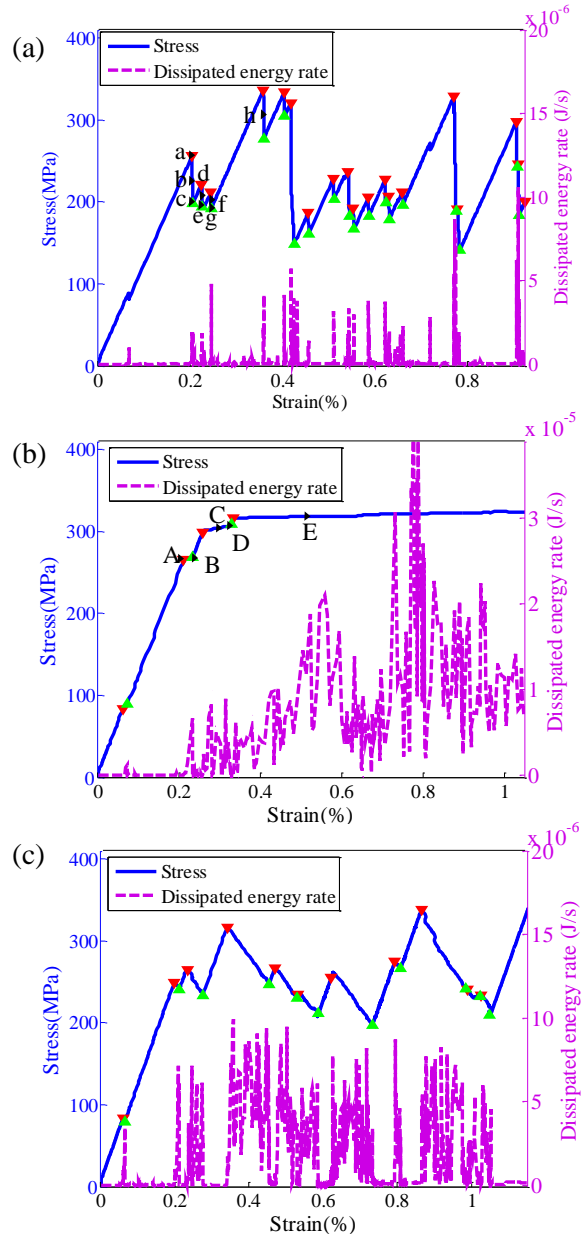 (a)
x 10⁻⁶
400
300
200
100
0
Stress(MPa)
Stress
Dissipated energy rate
a
b
c
d
e
g
f
h
20
15
10
5
0
Dissipated energy rate (J/s)
0
0.2
0.4
0.6
0.8
Strain(%)
(b)
x 10⁻⁵
400
300
200
100
0
Stress(MPa)
Stress
Dissipated energy rate
A
B
C
D
E
3
2
1
0
Dissipated energy rate (J/s)
0
0.2
0.4
0.6
0.8
1
Strain(%)
(c)
x 10⁻⁶
400
300
200
100
0
Stress(MPa)
Stress
Dissipated energy rate
20
15
10
5
0
Dissipated energy rate (J/s)
0
0.2
0.4
0.6
0.8
1
Strain(%)